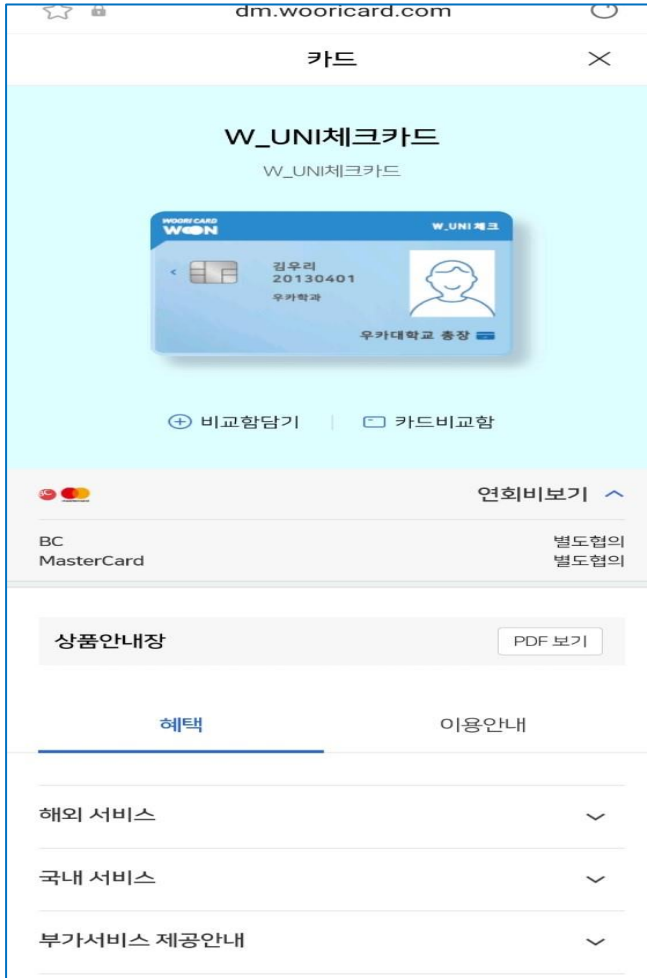 dm.wooricard.com
카드
W_UNI체크카드
W_UNI체크카드
WOORI CARD
WOON
W_UNI 체크
김우리
20130401
우카학과
우카대학교 총장
비교함담기
카드비교함
연회비보기
BC 별도협의
MasterCard 별도협의
상품안내장
PDF 보기
혜택
이용안내
해외 서비스
국내 서비스
부가서비스 제공안내